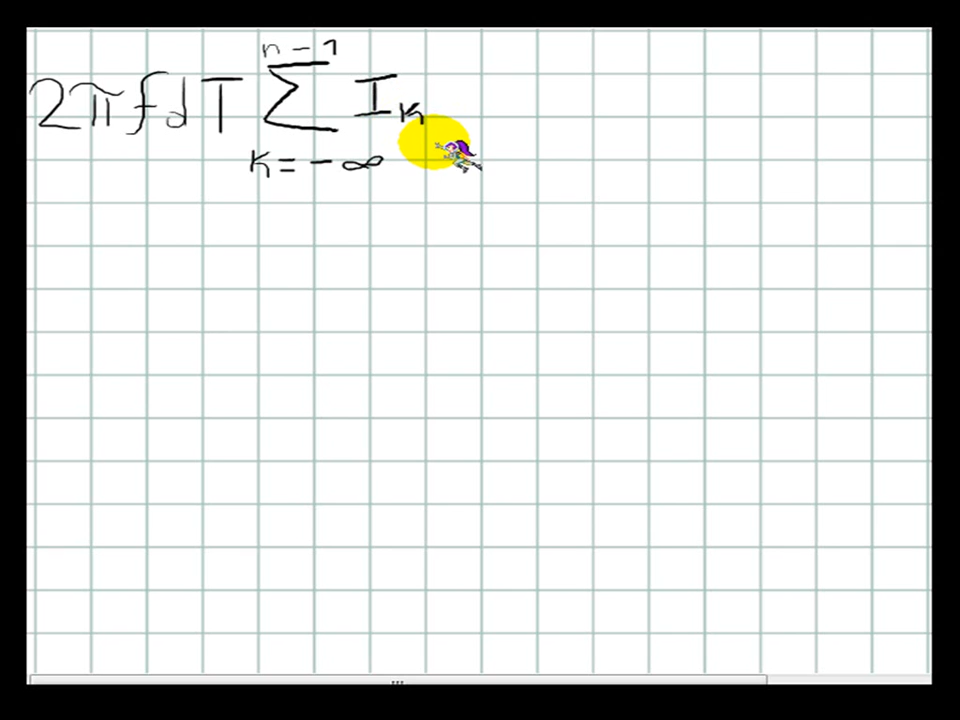 n-1
2πfdT∑ I_k
k=-∞